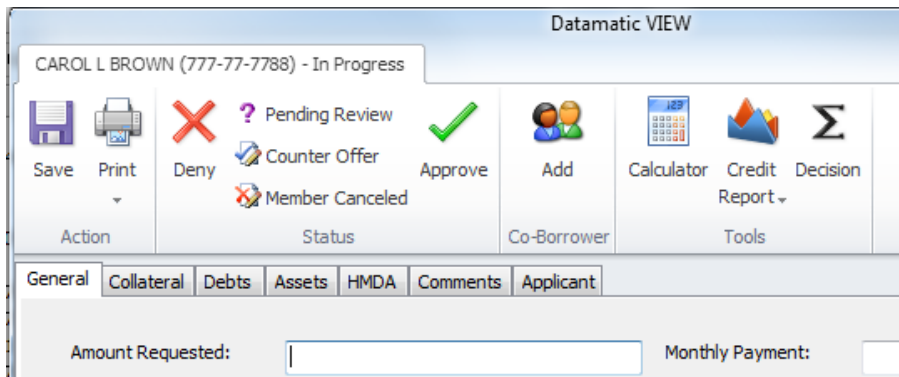 Datamatic VIEW
CAROL L BROWN (777-77-7788) - In Progress
Save
Print
Deny
? Pending Review
Counter Offer
Member Canceled
Approve
Add
123
Calculator
Credit
Report
Σ
Decision
Action
Status
Co-Borrower
Tools
General Collateral Debts Assets HMDA Comments Applicant
Amount Requested: Monthly Payment: